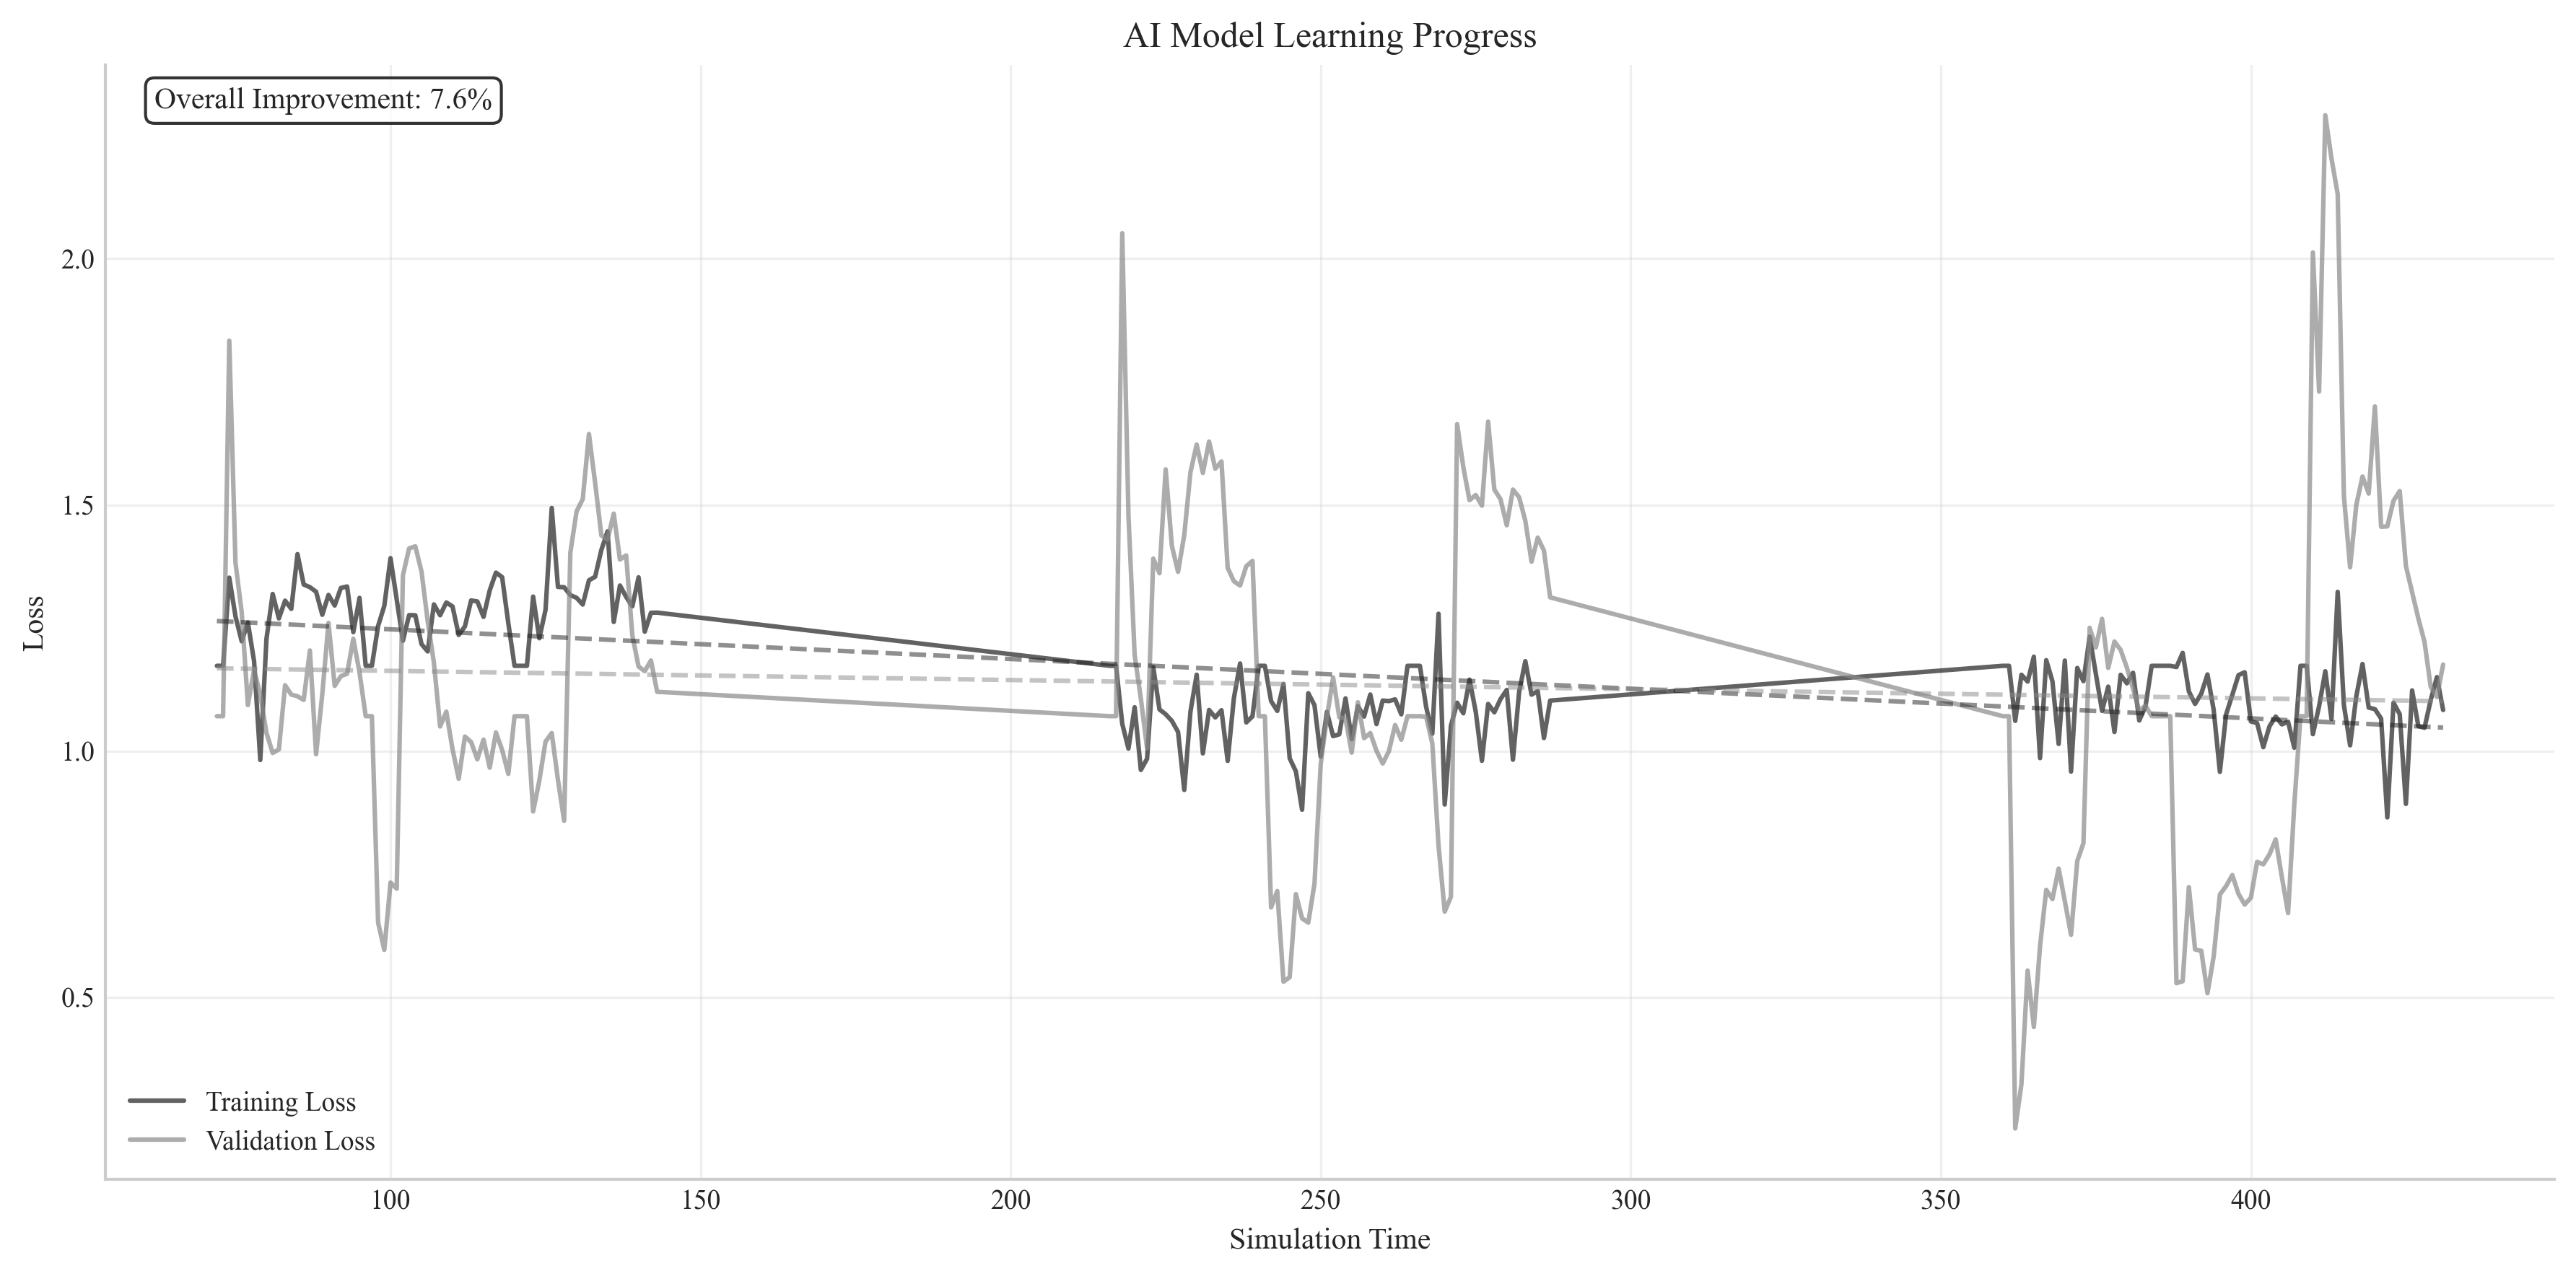 AI Model Learning Progress
Overall Improvement: 7.6%
2.0
1.5
1.0
0.5
Loss
Training Loss
Validation Loss
100 150 200 250 300 350 400
Simulation Time